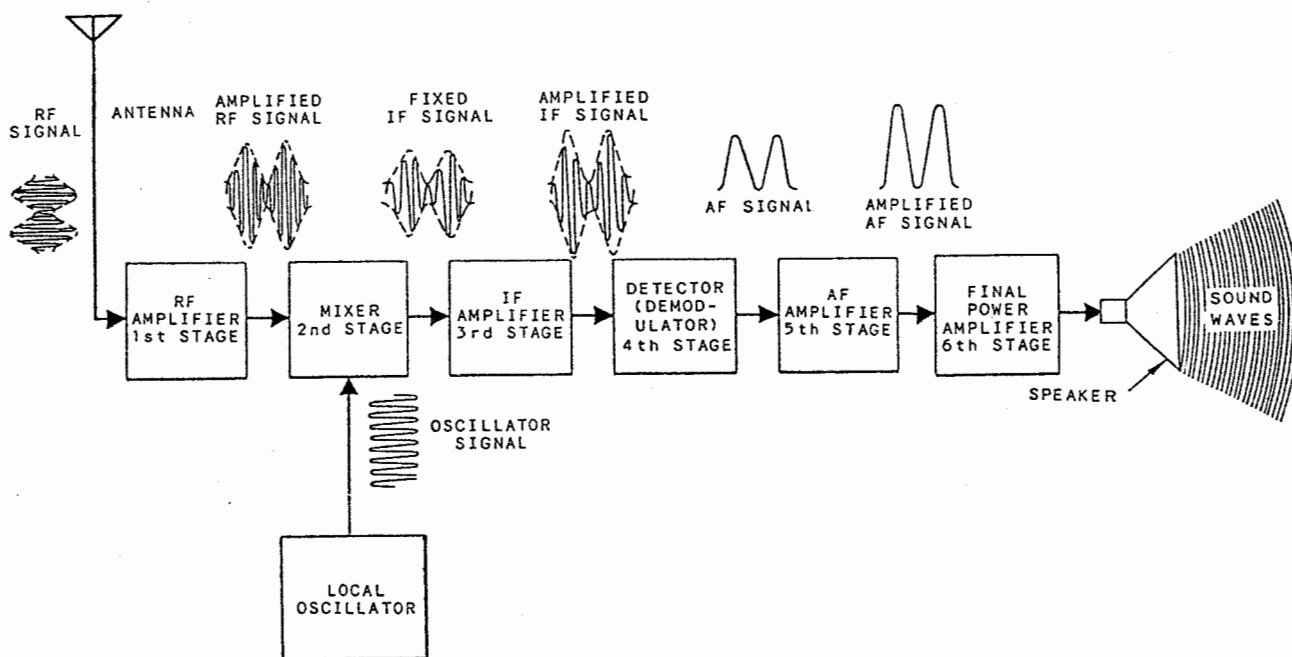 RF
SIGNAL
ANTENNA
AMPLIFIED
RF SIGNAL
FIXED
IF SIGNAL
AMPLIFIED
IF SIGNAL
AF SIGNAL
AMPLIFIED
AF SIGNAL
RF
AMPLIFIER
1st STAGE
MIXER
2nd STAGE
IF
AMPLIFIER
3rd STAGE
DETECTOR
(DEMOD-
ULATOR)
4th STAGE
AF
AMPLIFIER
5th STAGE
FINAL
POWER
AMPLIFIER
6th STAGE
SOUND
WAVES
SPEAKER
OSCILLATOR
SIGNAL
LOCAL
OSCILLATOR